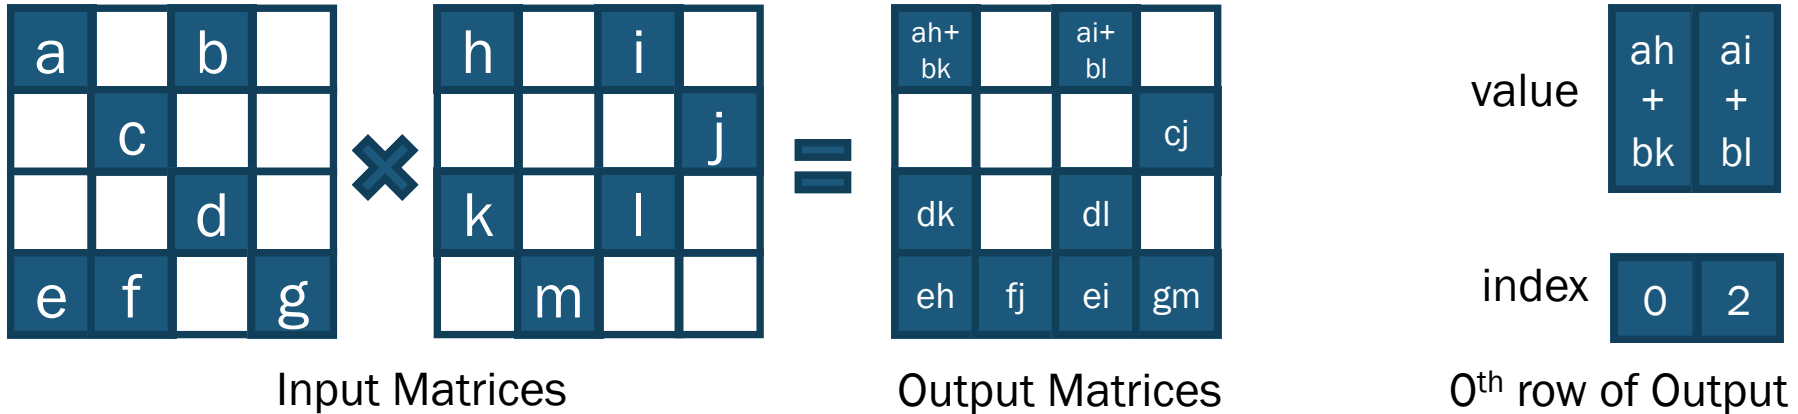 a b
c
d
e f g
h i
j
k l
m
ah+ bk ai+ bl
cj
dk dl
eh fj ei gm
value
ah + bk
ai + bl
index
0 2
Input Matrices
Output Matrices
0th row of Output